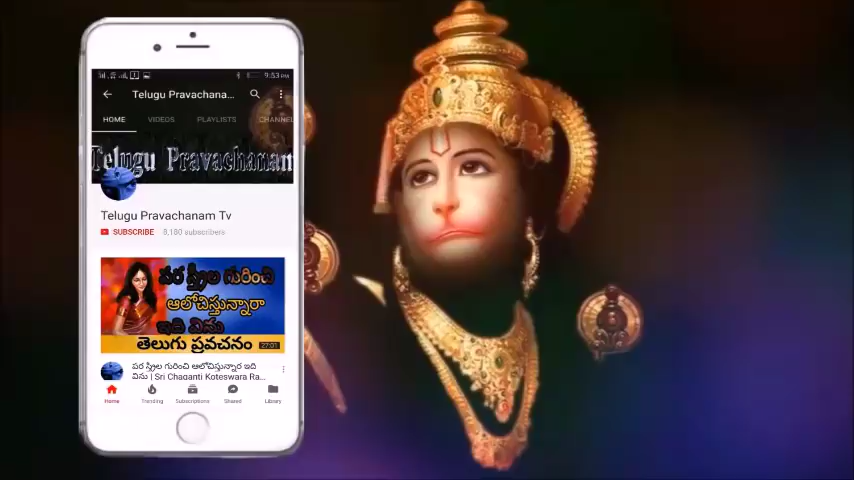 9:53 PM
Telugu Pravachana...
HOME VIDEOS PLAYLISTS CHANNEL
Telugu Pravachanam
Telugu Pravachanam Tv
SUBSCRIBE 8,180 subscribers
పర స్త్రీల గురించి
ఆలోచిస్తున్నారా
ఇది విను
తెలుగు ప్రవచనం 27:01
పర స్త్రీల గురించి ఆలోచిస్తున్నార ఇది
విను | Sri Chaganti Koteswara Ra...
Home Trending Subscriptions Shared Library